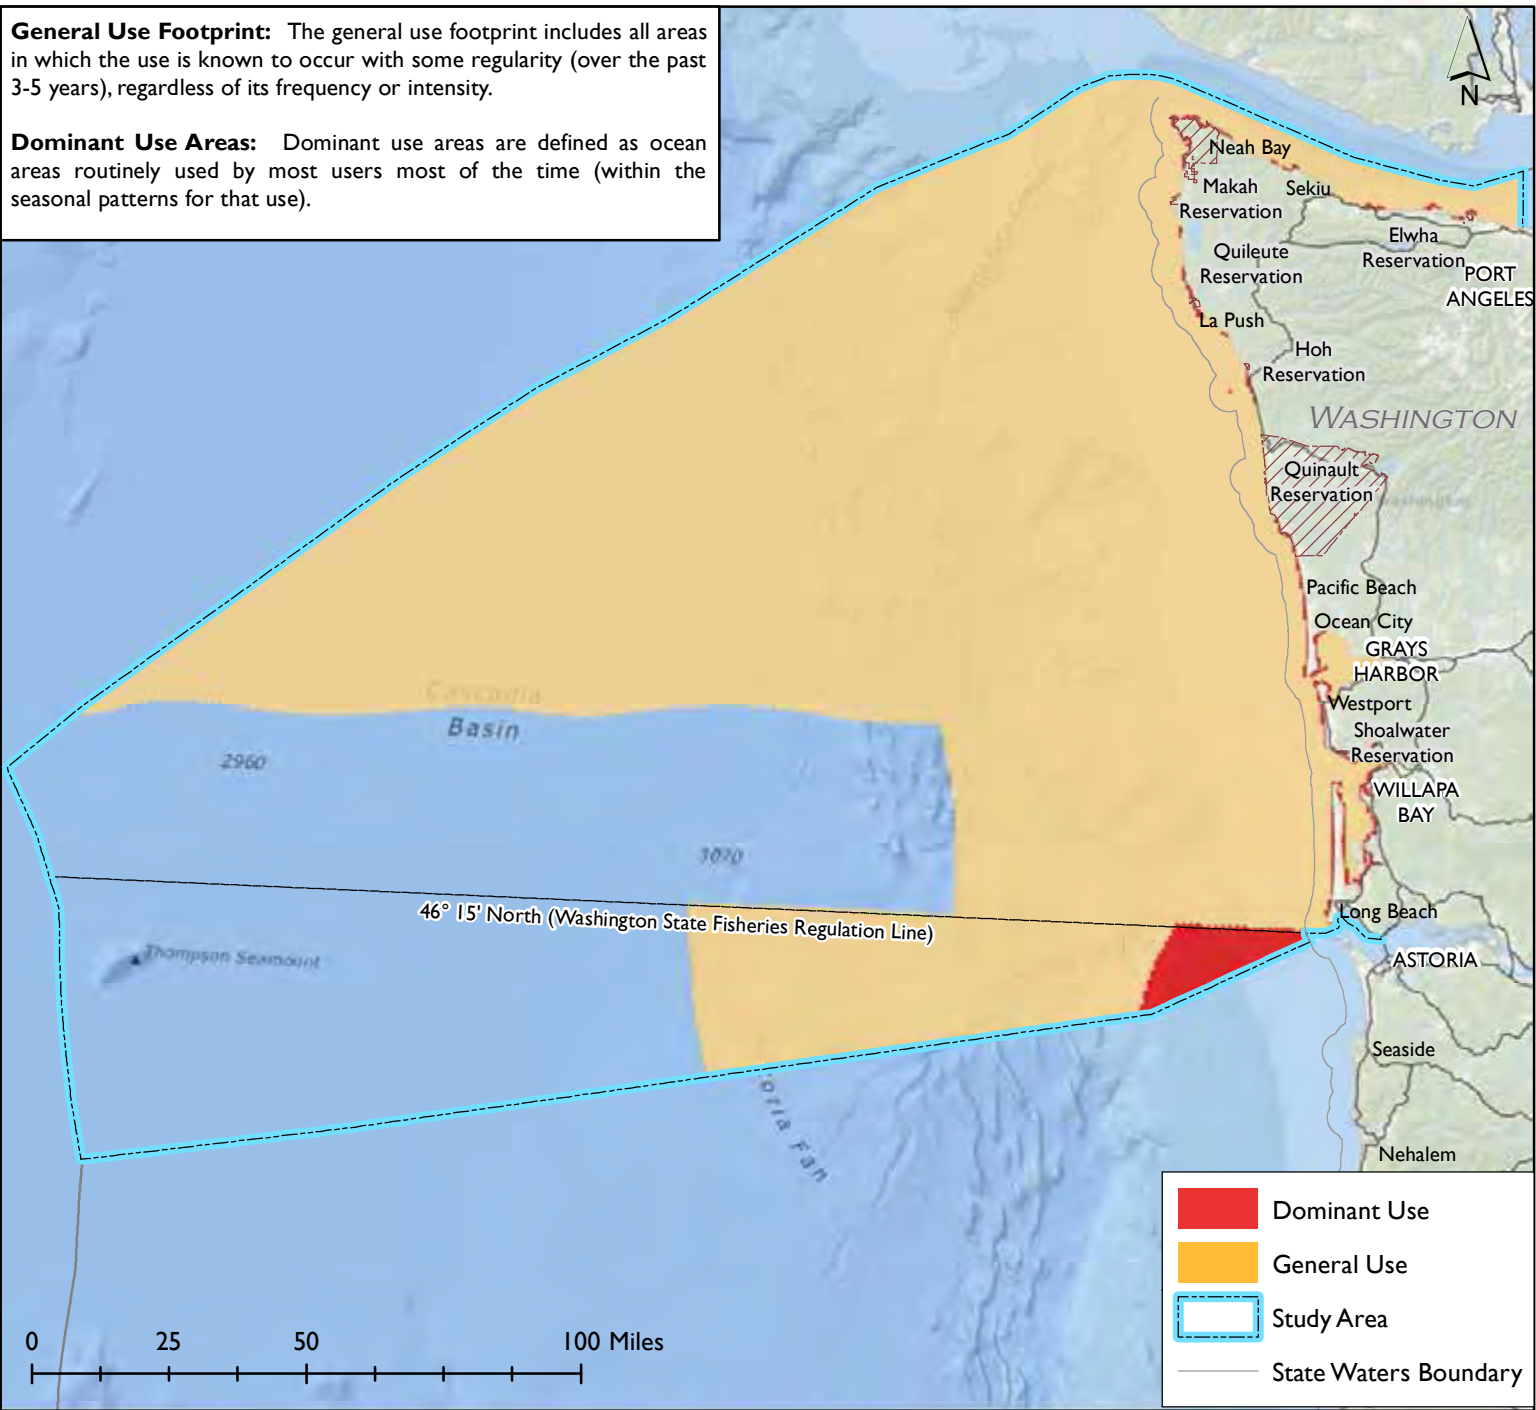 General Use Footprint: The general use footprint includes all areas
in which the use is known to occur with some regularity (over the past
3-5 years), regardless of its frequency or intensity.
Dominant Use Areas: Dominant use areas are defined as ocean
areas routinely used by most users most of the time (within the
seasonal patterns for that use).
N
Neah Bay
Makah
Reservation
Sekiu
Elwha
Reservation
PORT
ANGELES
Quileute
Reservation
La Push
Hoh
Reservation
WASHINGTON
Quinault
Reservation
Washington
Pacific Beach
Ocean City
GRAYS
HARBOR
Westport
Shoalwater
Reservation
WILLAPA
BAY
Cascadia
Basin
2960
3070
46° 15' North (Washington State Fisheries Regulation Line)
Long Beach
ASTORIA
Thompson Seamount
Seaside
oria Fan
Nehalem
Dominant Use
General Use
Study Area
State Waters Boundary
0 25 50 100 Miles